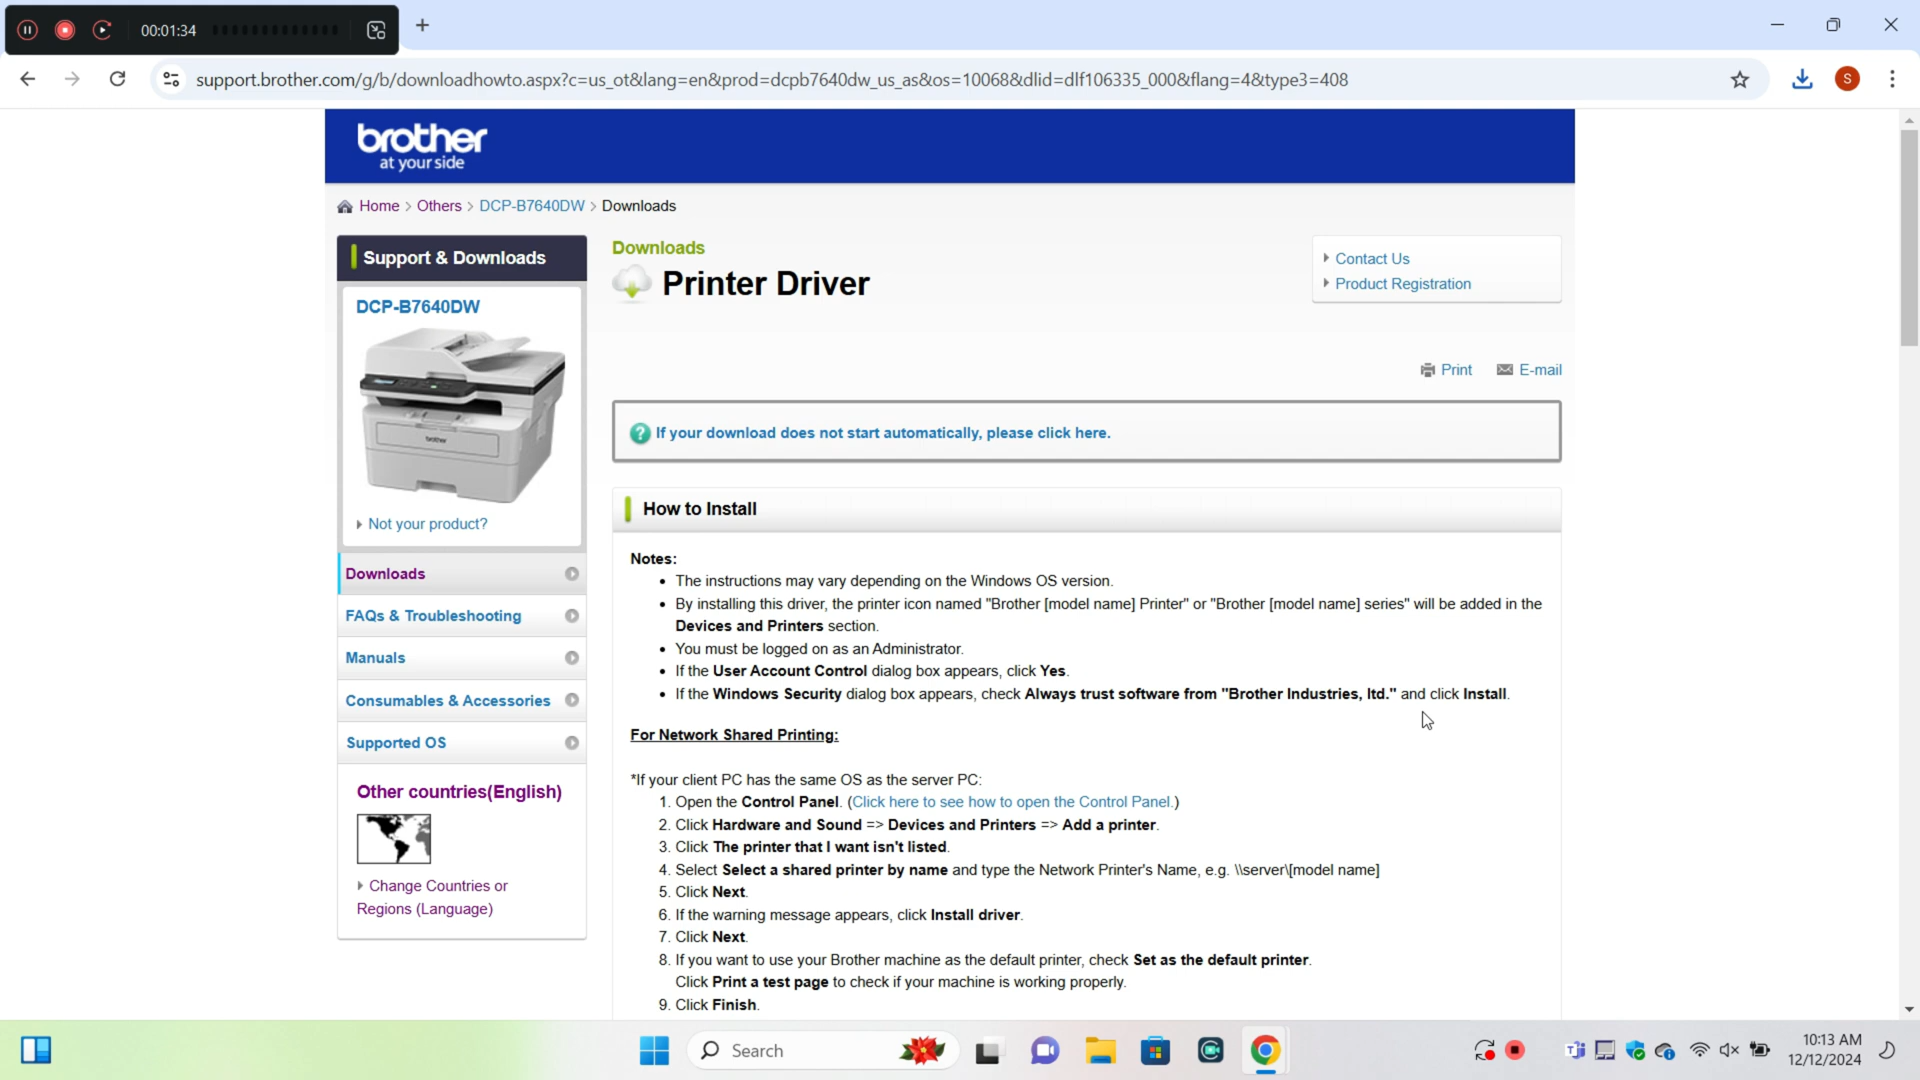 00:01:34
support.brother.com/g/b/downloadhowto.aspx?c=us_ot&lang=en&prod=dcpb7640dw_us_as&os=10068&dlid=dlf106335_000&flang=4&type3=408
S
brother
at your side
Home > Others > DCP-B7640DW > Downloads
Support & Downloads
DCP-B7640DW
brother
Not your product?
Downloads
FAQs & Troubleshooting
Manuals
Consumables & Accessories
Supported OS
Other countries(English)
Change Countries or
Regions (Language)
Downloads
Printer Driver
Contact Us
Product Registration
Print
E-mail
If your download does not start automatically, please click here.
How to Install
Notes:
• The instructions may vary depending on the Windows OS version.
• By installing this driver, the printer icon named "Brother [model name] Printer" or "Brother [model name] series" will be added in the
Devices and Printers section.
• You must be logged on as an Administrator.
• If the User Account Control dialog box appears, click Yes.
• If the Windows Security dialog box appears, check Always trust software from "Brother Industries, ltd." and click Install.
For Network Shared Printing:
*If your client PC has the same OS as the server PC:
1. Open the Control Panel. (Click here to see how to open the Control Panel.)
2. Click Hardware and Sound => Devices and Printers => Add a printer.
3. Click The printer that I want isn't listed.
4. Select Select a shared printer by name and type the Network Printer's Name, e.g. \\server\[model name]
5. Click Next.
6. If the warning message appears, click Install driver.
7. Click Next.
8. If you want to use your Brother machine as the default printer, check Set as the default printer.
Click Print a test page to check if your machine is working properly.
9. Click Finish.
Search
10:13 AM
12/12/2024